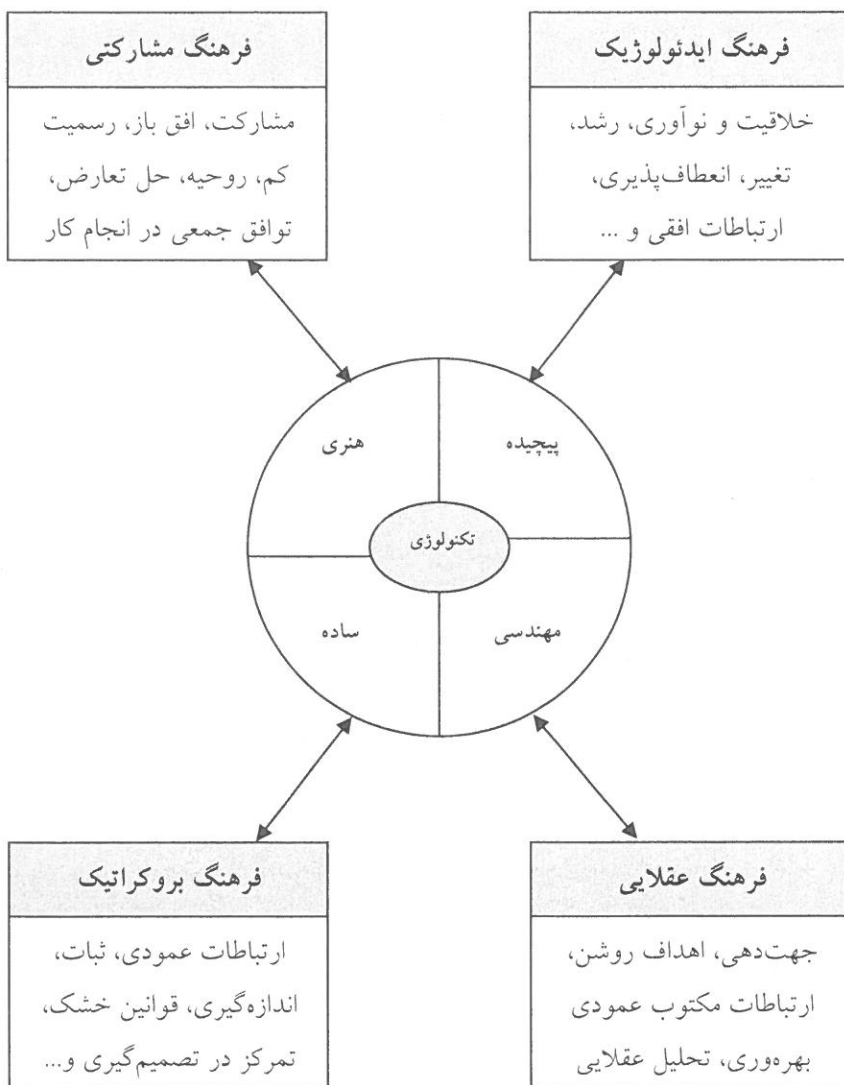 فرهنگ ایدئولوژیک
خلاقیت و نوآوری، رشد،
تغییر، انعطاف‌پذیری،
ارتباطات افقی و ...
فرهنگ مشارکتی
مشارکت، افق باز، رسمیت
کم، روحیه، حل تعارض،
توافق جمعی در انجام کار
پیچیده
هنری
تکنولوژی
مهندسی
ساده
فرهنگ عقلایی
جهت‌دهی، اهداف روشن،
ارتباطات مکتوب عمودی
بهره‌وری، تحلیل عقلایی
فرهنگ بروکراتیک
ارتباطات عمودی، ثبات،
اندازه‌گیری، قوانین خشک،
تمرکز در تصمیم‌گیری و...